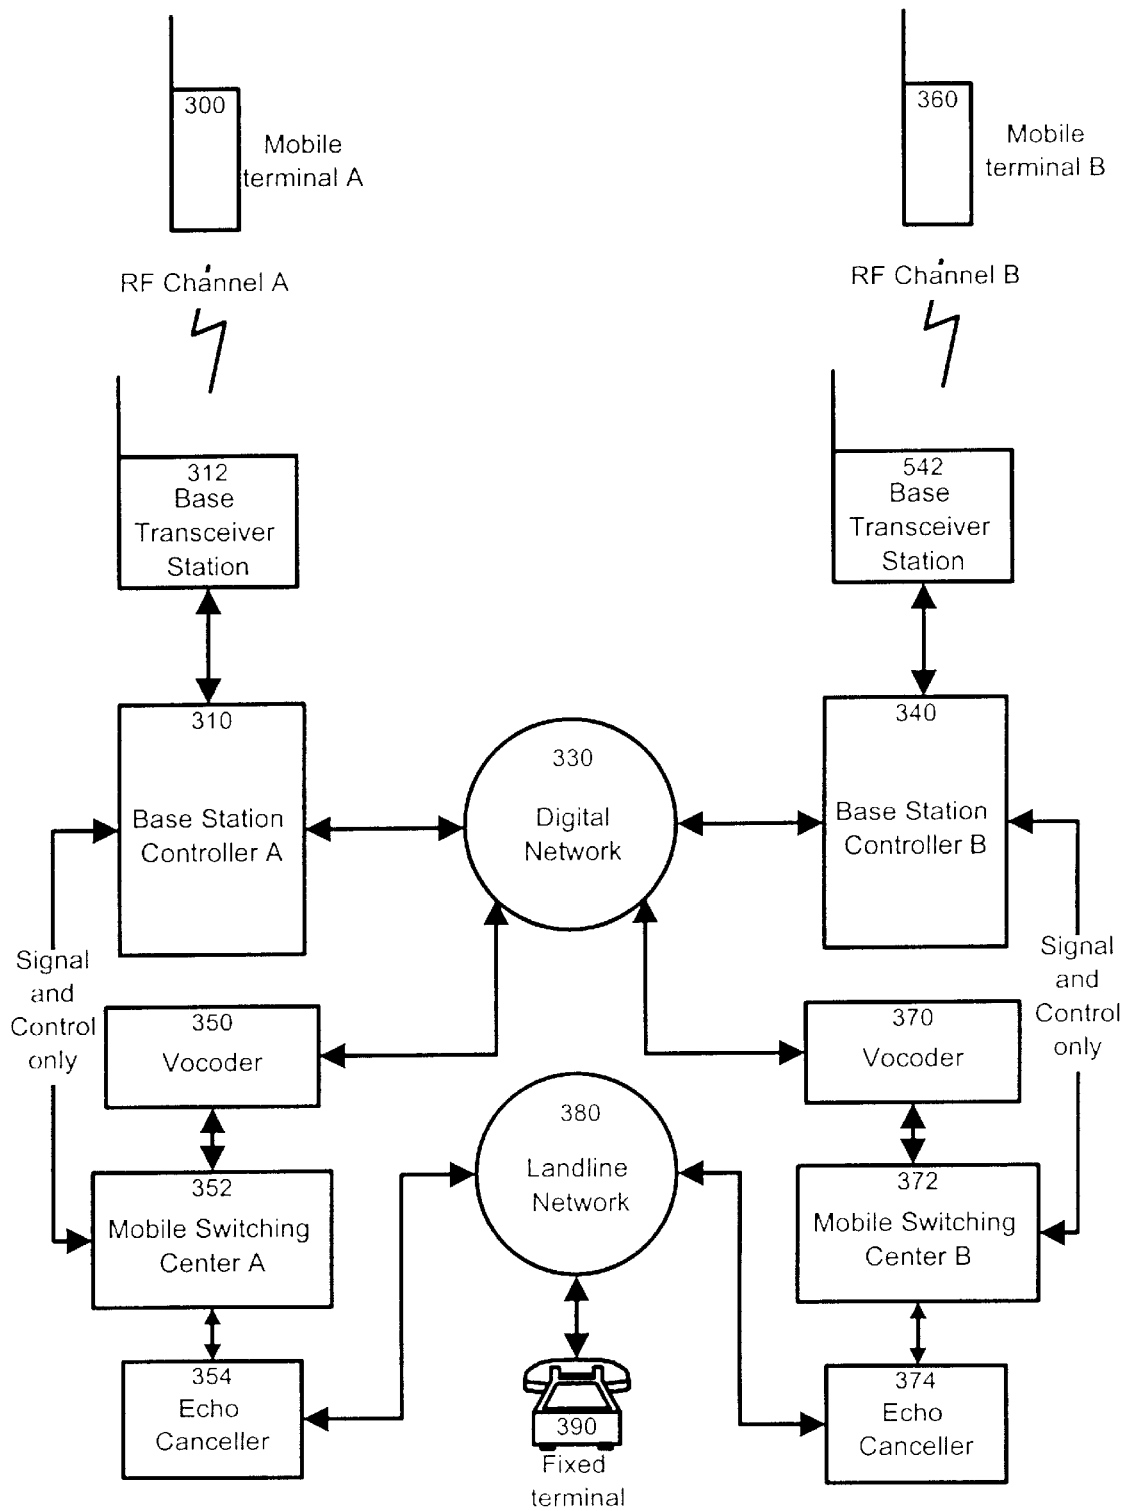 300
Mobile
terminal A
360
Mobile
terminal B
RF Channel A
RF Channel B
312
Base
Transceiver
Station
542
Base
Transceiver
Station
310
Base Station
Controller A
330
Digital
Network
340
Base Station
Controller B
Signal
and
Control
only
Signal
and
Control
only
350
Vocoder
370
Vocoder
380
Landline
Network
352
Mobile Switching
Center A
372
Mobile Switching
Center B
354
Echo
Canceller
390
Fixed
terminal
374
Echo
Canceller